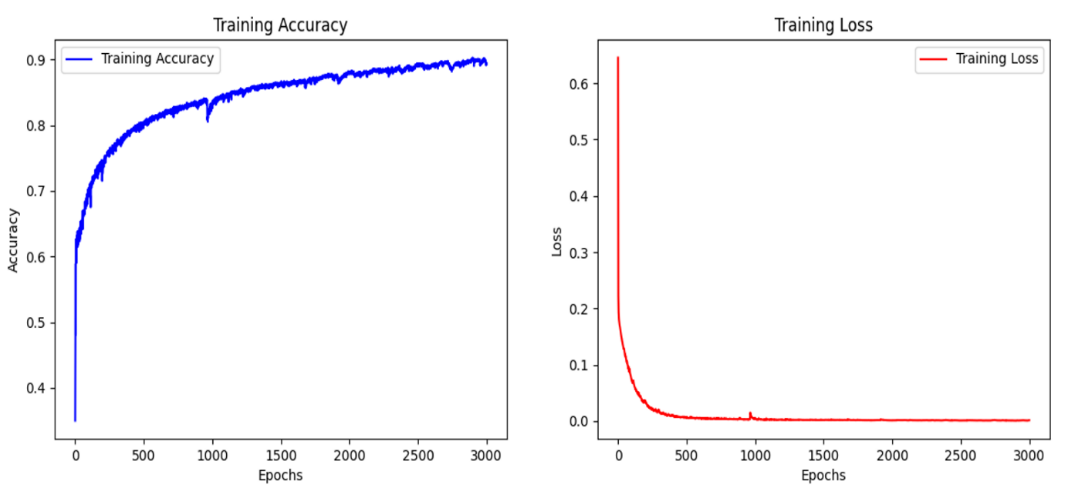 Training Accuracy
Training Accuracy
0.9
0.8
0.7
0.6
0.5
0.4
Accuracy
0 500 1000 1500 2000 2500 3000
Epochs
Training Loss
Training Loss
0.6
0.5
0.4
0.3
0.2
0.1
0.0
Loss
0 500 1000 1500 2000 2500 3000
Epochs